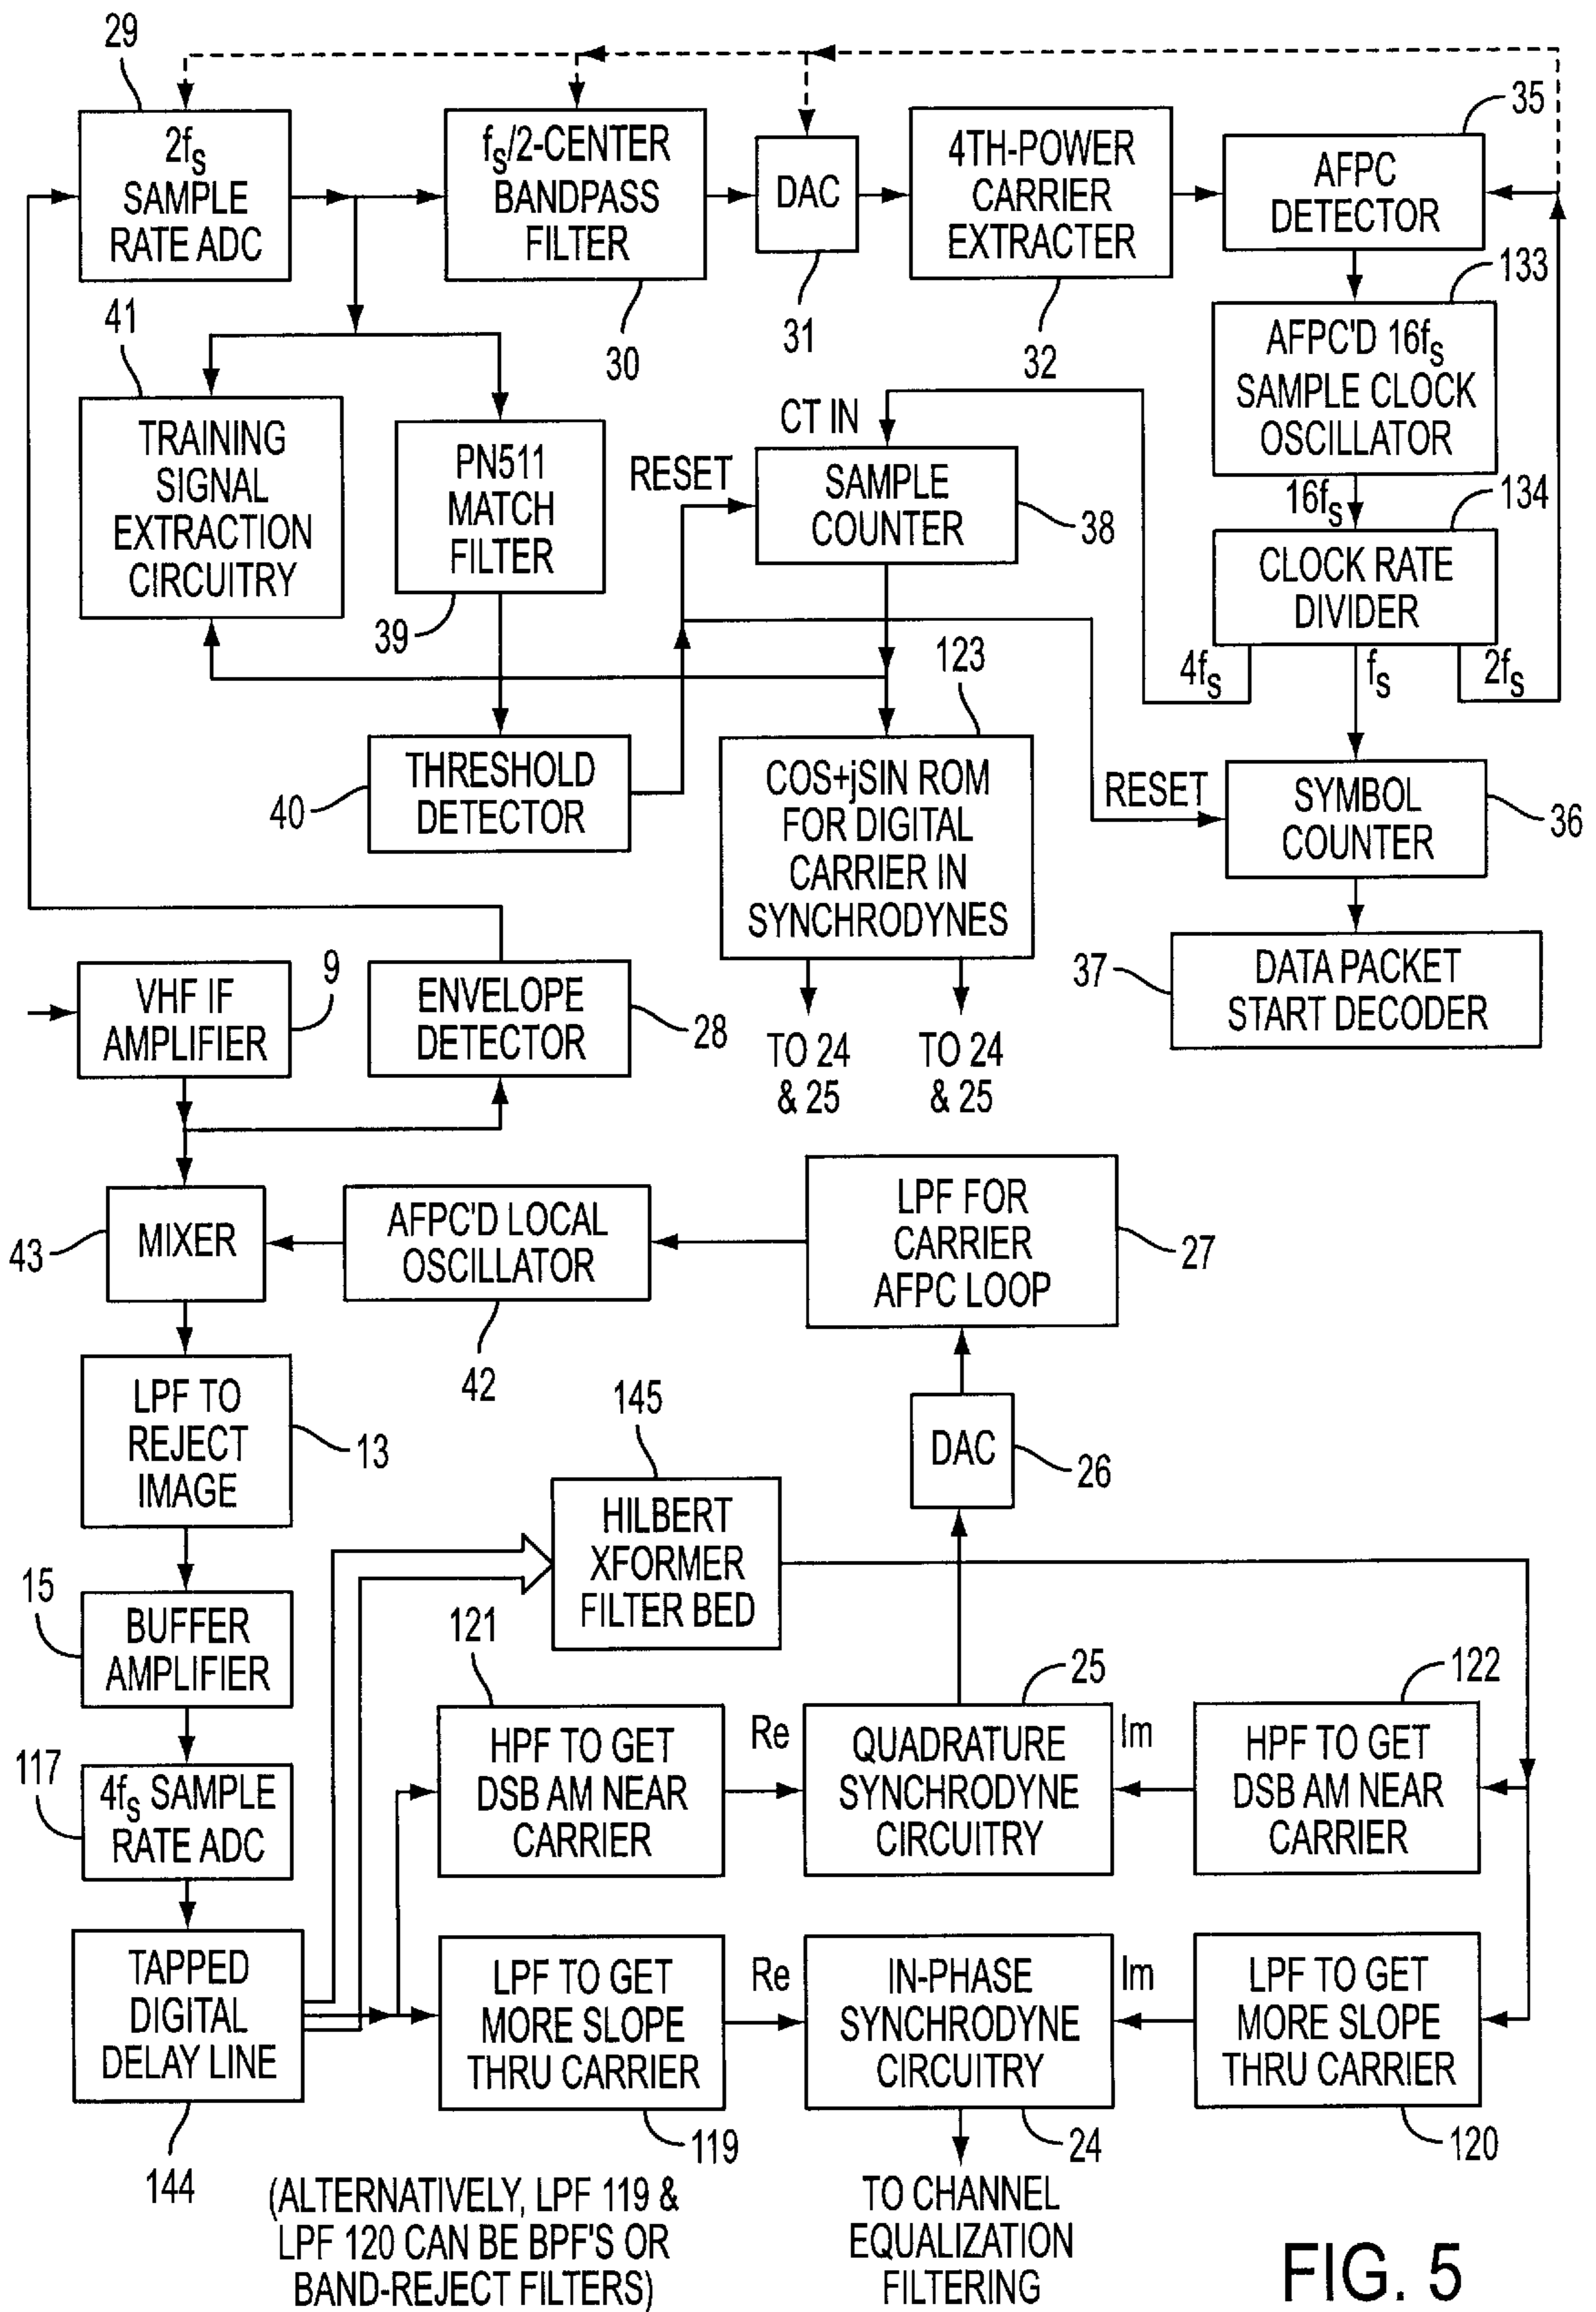 29
2fs
SAMPLE
RATE ADC
fs/2-CENTER
BANDPASS
FILTER
30
DAC
31
4TH-POWER
CARRIER
EXTRACTER
32
35
AFPC
DETECTOR
133
AFPC'D 16fs
SAMPLE CLOCK
OSCILLATOR
16fs
134
CLOCK RATE
DIVIDER
4fs
fs
2fs
41
TRAINING
SIGNAL
EXTRACTION
CIRCUITRY
PN511
MATCH
FILTER
39
CT IN
RESET
SAMPLE
COUNTER
38
THRESHOLD
DETECTOR
40
123
COS+jSIN ROM
FOR DIGITAL
CARRIER IN
SYNCHRODYNES
TO 24
& 25
TO 24
& 25
RESET
SYMBOL
COUNTER
36
37
DATA PACKET
START DECODER
VHF IF
AMPLIFIER
9
ENVELOPE
DETECTOR
28
43
MIXER
AFPC'D LOCAL
OSCILLATOR
42
LPF FOR
CARRIER
AFPC LOOP
27
LPF TO
REJECT
IMAGE
13
DAC
26
145
HILBERT
XFORMER
FILTER BED
15
BUFFER
AMPLIFIER
117
4fs SAMPLE
RATE ADC
121
HPF TO GET
DSB AM NEAR
CARRIER
Re
25
QUADRATURE
SYNCHRODYNE
CIRCUITRY
Im
122
HPF TO GET
DSB AM NEAR
CARRIER
TAPPED
DIGITAL
DELAY LINE
144
LPF TO GET
MORE SLOPE
THRU CARRIER
119
Re
IN-PHASE
SYNCHRODYNE
CIRCUITRY
24
Im
LPF TO GET
MORE SLOPE
THRU CARRIER
120
(ALTERNATIVELY, LPF 119 &
LPF 120 CAN BE BPF'S OR
BAND-REJECT FILTERS)
TO CHANNEL
EQUALIZATION
FILTERING
FIG. 5